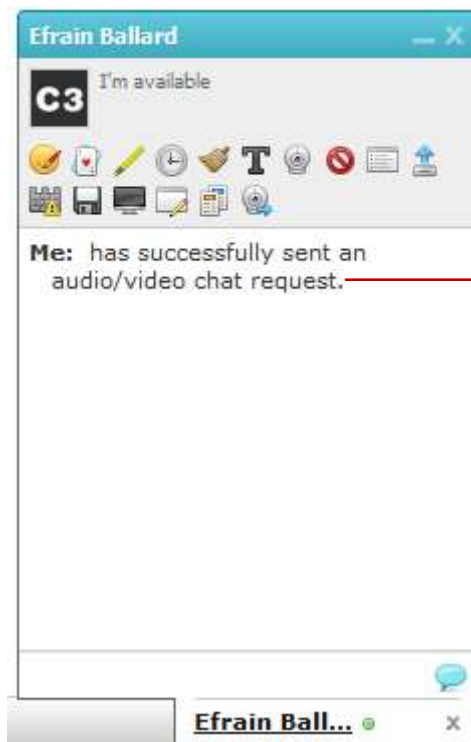 Efrain Ballard
C3
I'm available
T
Me: has successfully sent an
audio/video chat request.
Efrain Ball...